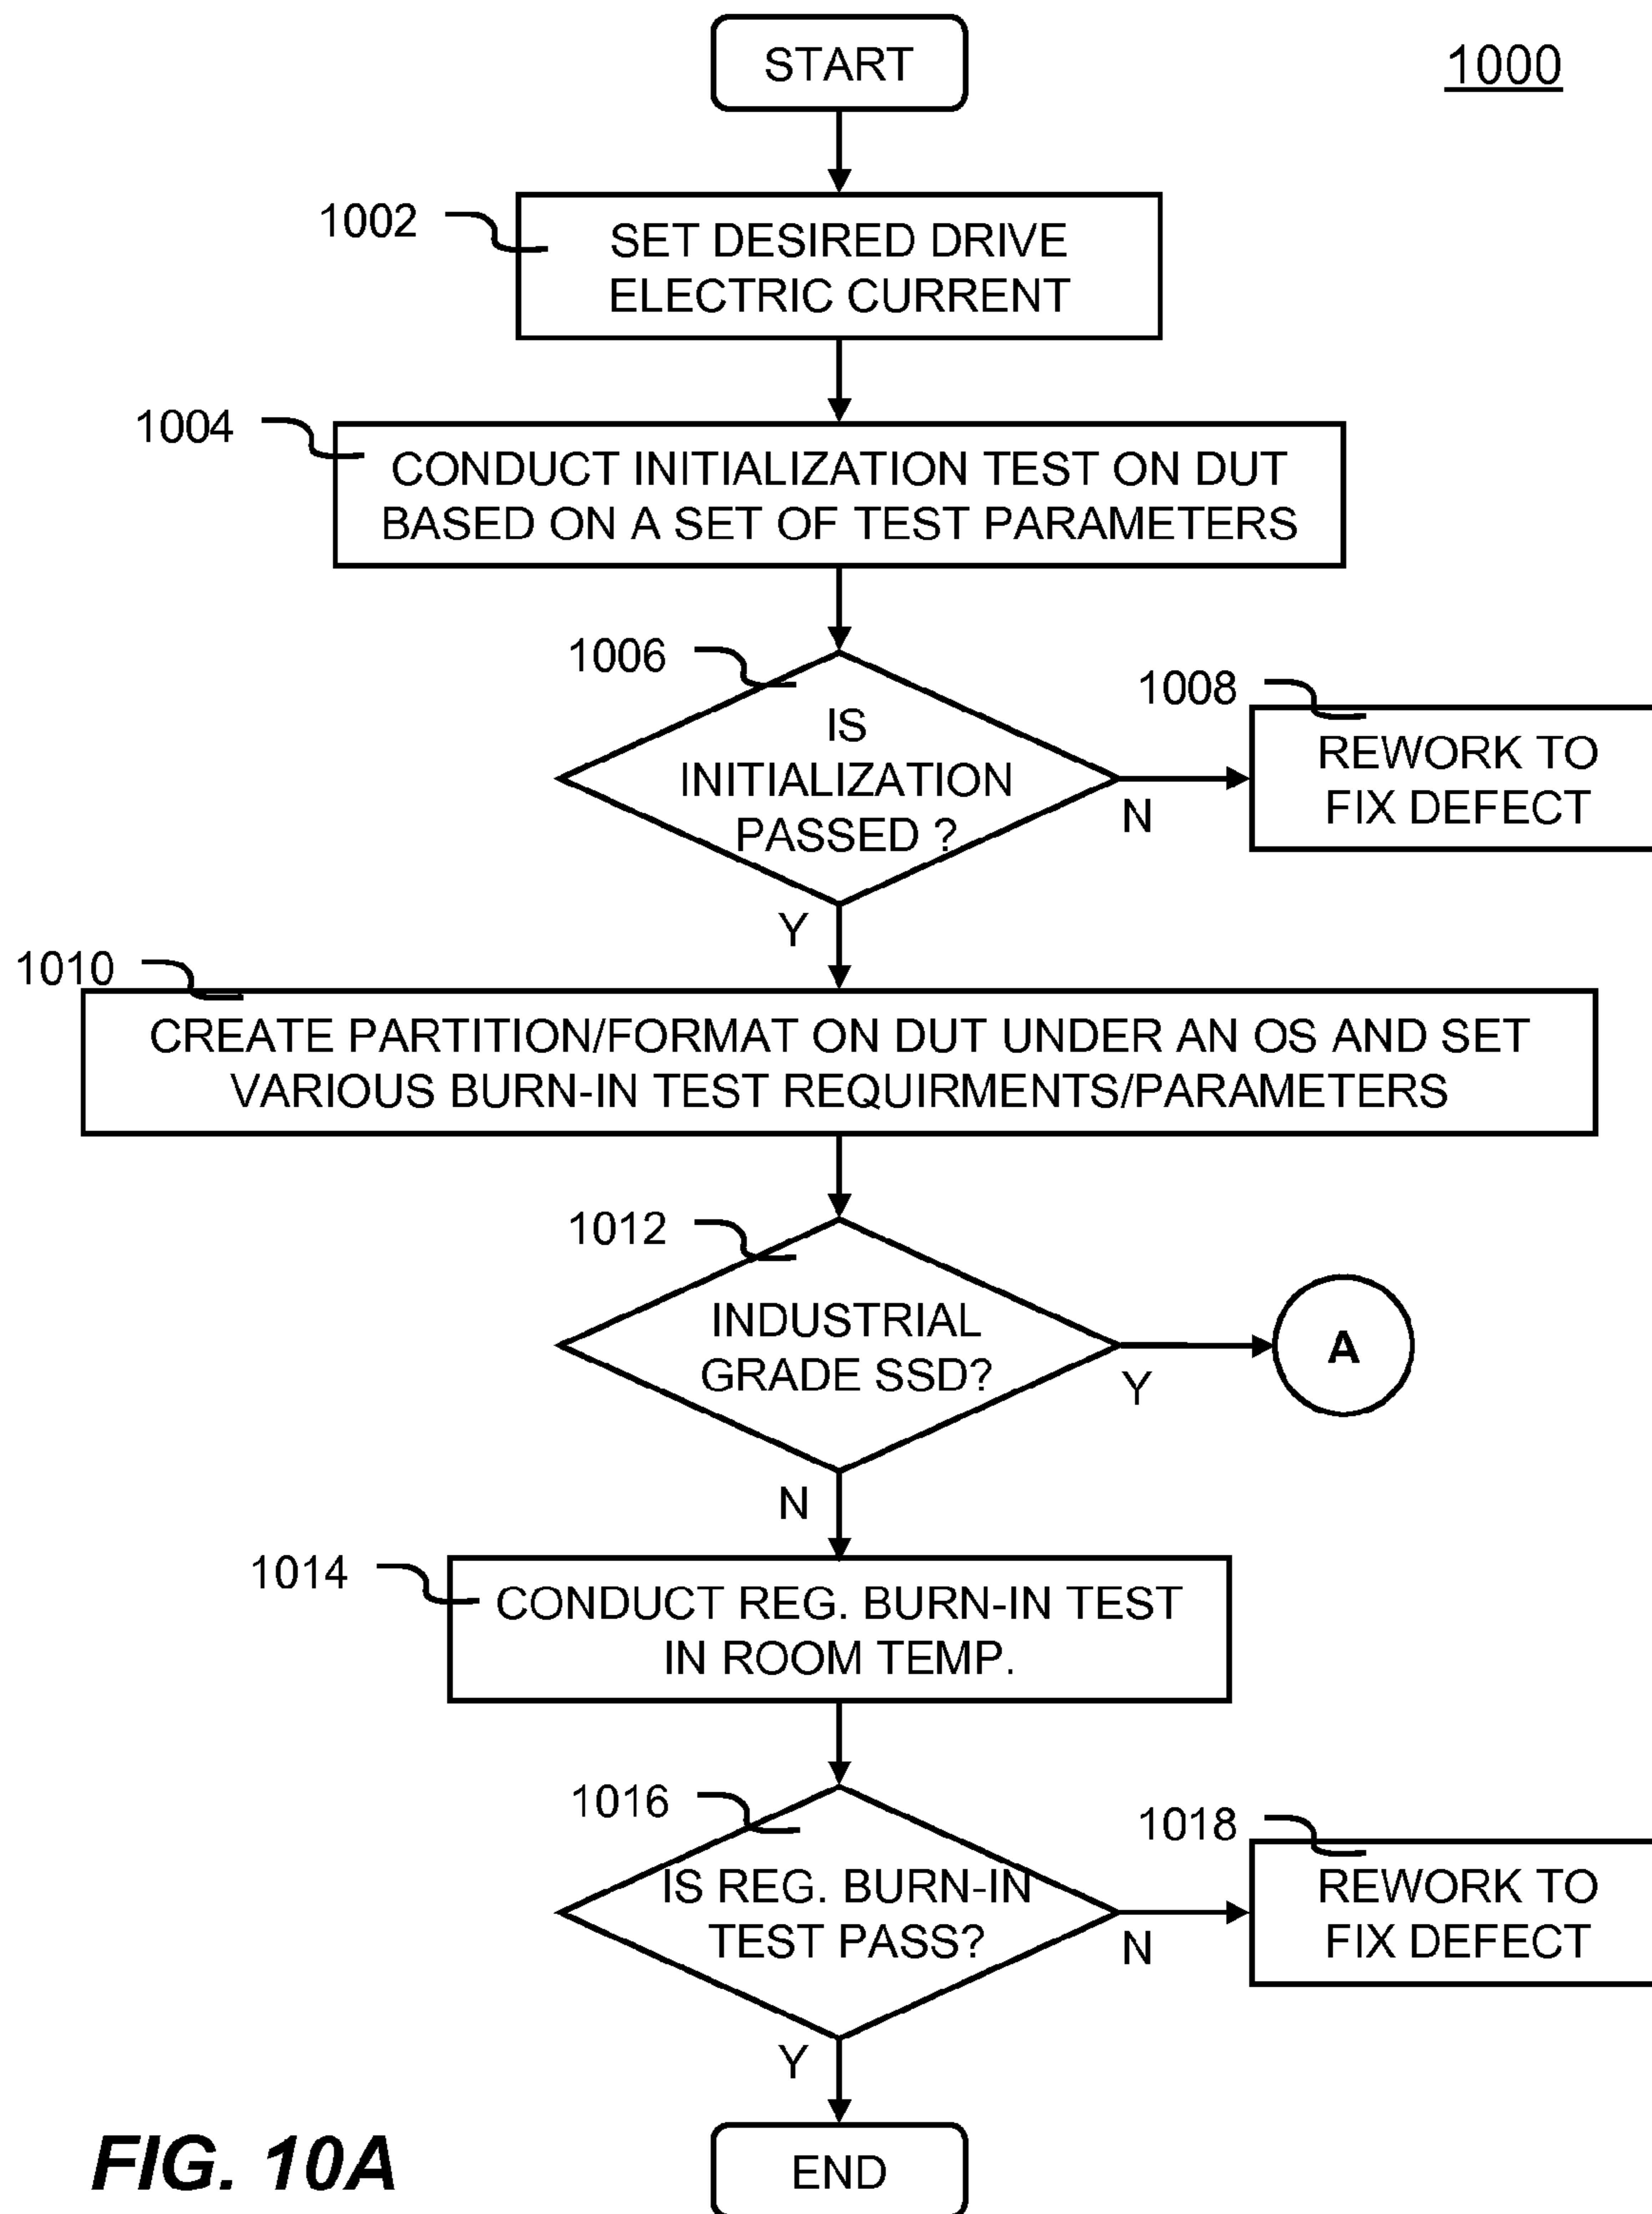 START
1000
1002
SET DESIRED DRIVE
ELECTRIC CURRENT
1004
CONDUCT INITIALIZATION TEST ON DUT
BASED ON A SET OF TEST PARAMETERS
1006
IS
INITIALIZATION
PASSED ?
N
1008
REWORK TO
FIX DEFECT
Y
1010
CREATE PARTITION/FORMAT ON DUT UNDER AN OS AND SET
VARIOUS BURN-IN TEST REQUIRMENTS/PARAMETERS
1012
INDUSTRIAL
GRADE SSD?
Y
A
N
1014
CONDUCT REG. BURN-IN TEST
IN ROOM TEMP.
1016
IS REG. BURN-IN
TEST PASS?
N
1018
REWORK TO
FIX DEFECT
Y
END
FIG. 10A